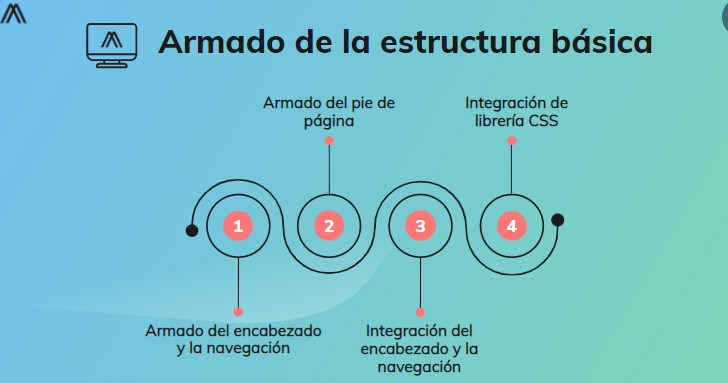 Armado de la estructura básica
Armado del pie de
página
Integración de
librería CSS
1
2
3
4
Armado del encabezado
y la navegación
Integración del
encabezado y la
navegación